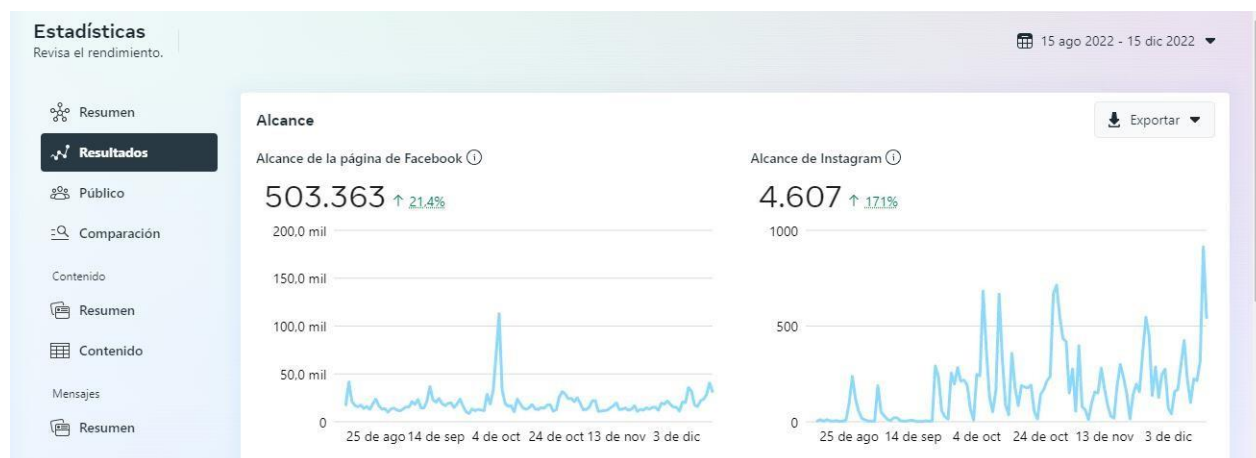 Estadísticas
Revisa el rendimiento.
15 ago 2022 - 15 dic 2022
Resumen
Resultados
Público
Comparación
Contenido
Resumen
Contenido
Mensajes
Resumen
Alcance
Exportar
Alcance de la página de Facebook
503.363 ↑ 21.4%
200,0 mil
150,0 mil
100,0 mil
50,0 mil
0
25 de ago 14 de sep 4 de oct 24 de oct 13 de nov 3 de dic
Alcance de Instagram
4.607 ↑ 171%
1000
500
0
25 de ago 14 de sep 4 de oct 24 de oct 13 de nov 3 de dic